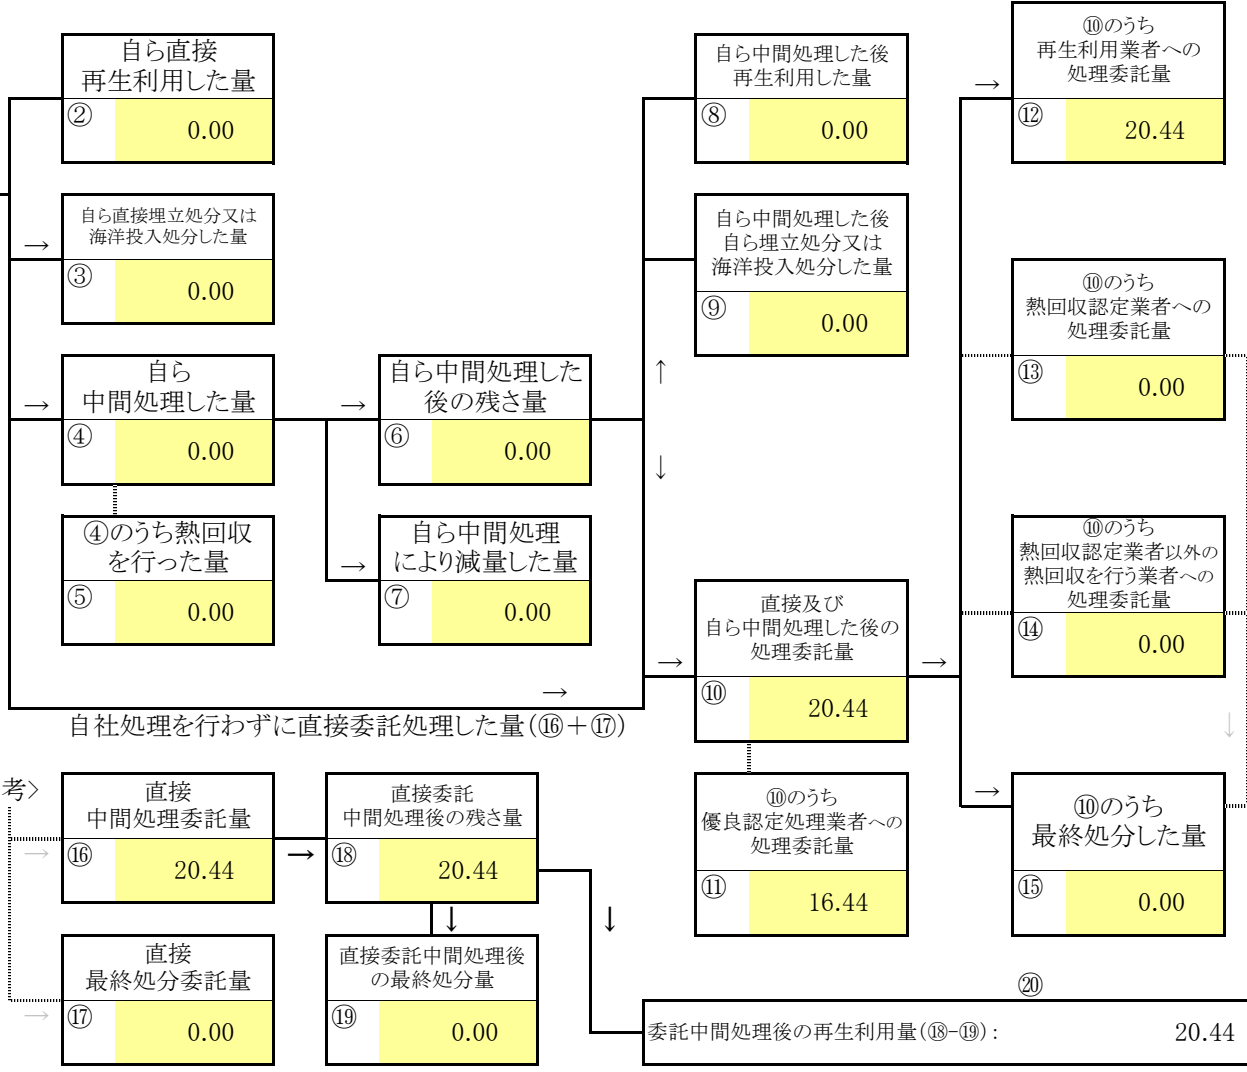 自ら直接
再生利用した量
②
0.00
自ら直接埋立処分又は
海洋投入処分した量
→
③
0.00
自ら
中間処理した量
→
④
0.00
④のうち熱回収
を行った量
⑤
0.00
→
自ら中間処理した
後の残さ量
⑥
0.00
→
自ら中間処理
により減量した量
⑦
0.00
→
自社処理を行わずに直接委託処理した量(⑯+⑰)
自ら中間処理した後
再生利用した量
⑧
0.00
自ら中間処理した後
自ら埋立処分又は
海洋投入処分した量
⑨
0.00
↑
↓
→
直接及び
自ら中間処理した後の
処理委託量
⑩
20.44
⑩のうち
優良認定処理業者への
処理委託量
⑪
16.44
→
→
⑩のうち
再生利用業者への
処理委託量
⑫
20.44
⑩のうち
熱回収認定業者への
処理委託量
⑬
0.00
⑩のうち
熱回収認定業者以外の
熱回収を行う業者への
処理委託量
⑭
0.00
↓
→
⑩のうち
最終処分した量
⑮
0.00
考>
→
直接
中間処理委託量
⑯
20.44
→
直接
最終処分委託量
⑰
0.00
→
直接委託
中間処理後の残さ量
⑱
20.44
↓
↓
直接委託中間処理後
の最終処分量
⑲
0.00
⑳
委託中間処理後の再生利用量(⑱-⑲):
20.44